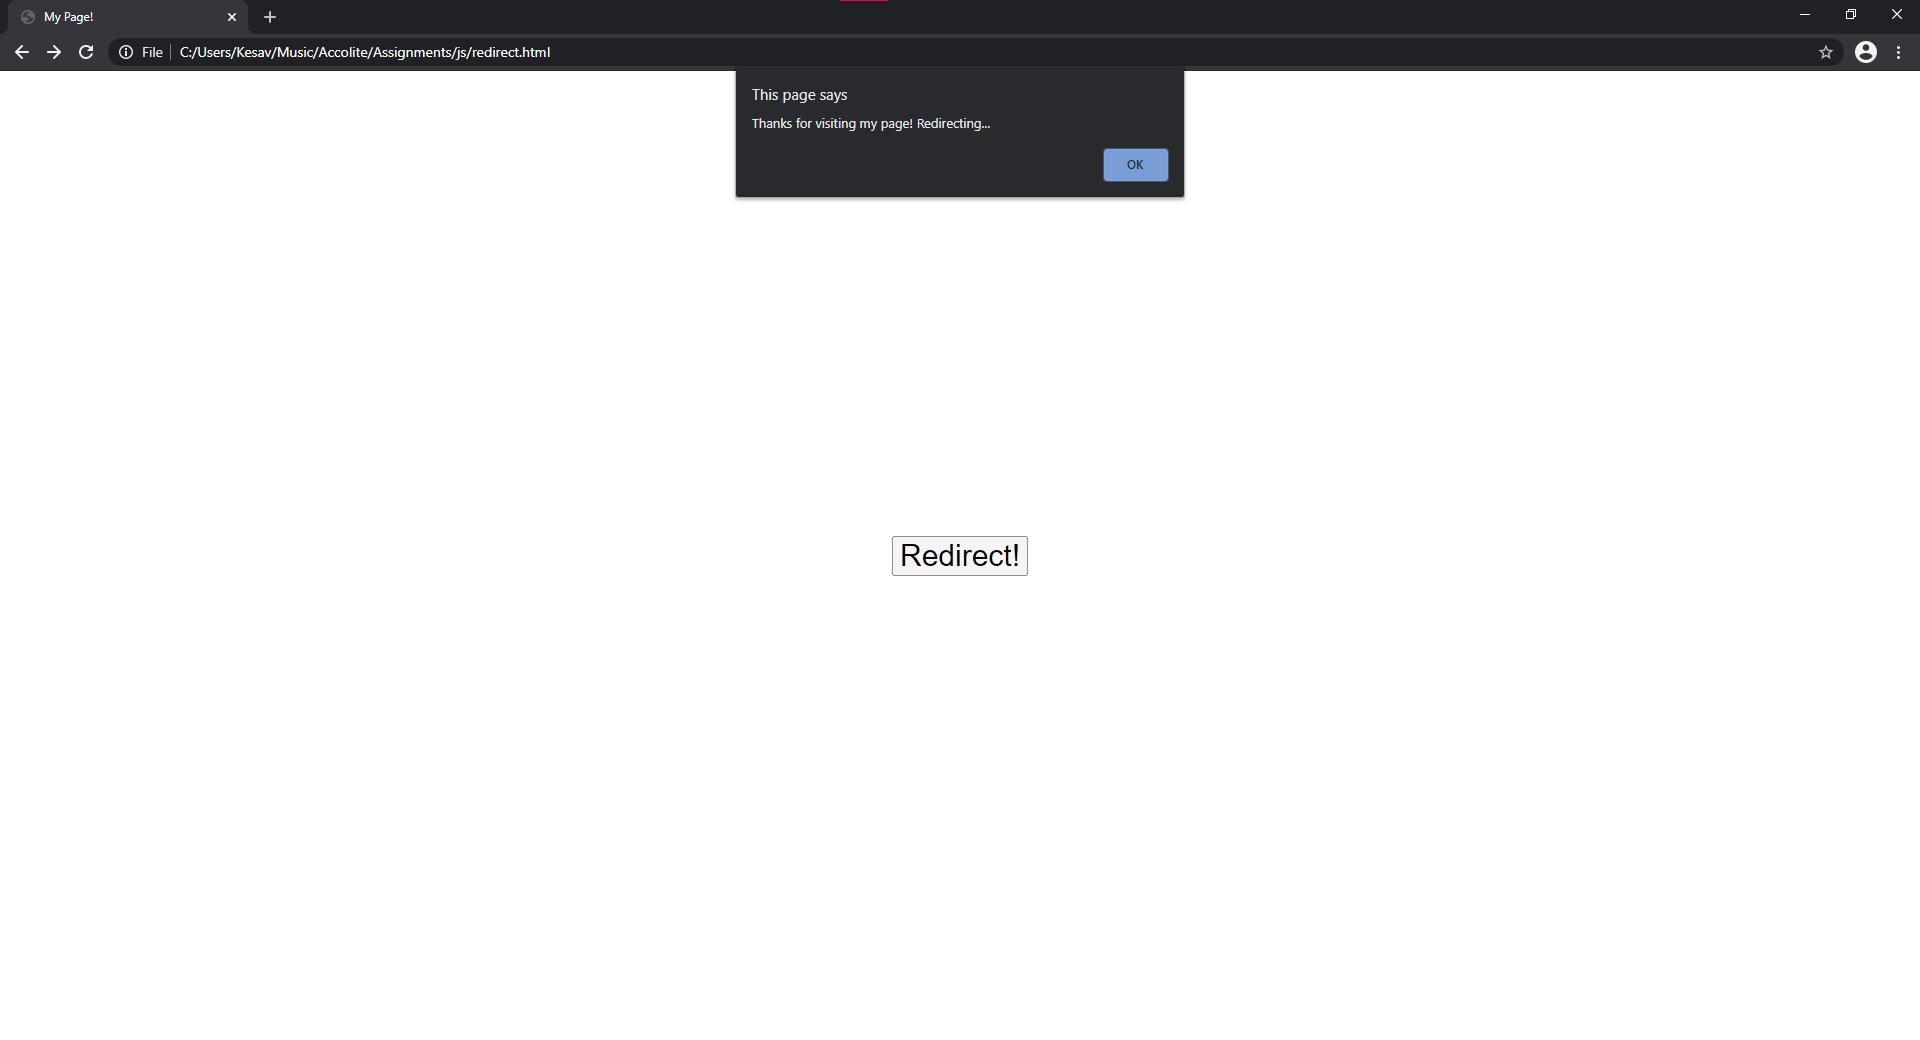 My Page!
File C:/Users/Kesav/Music/Accolite/Assignments/js/redirect.html
This page says
Thanks for visiting my page! Redirecting...
OK
Redirect!